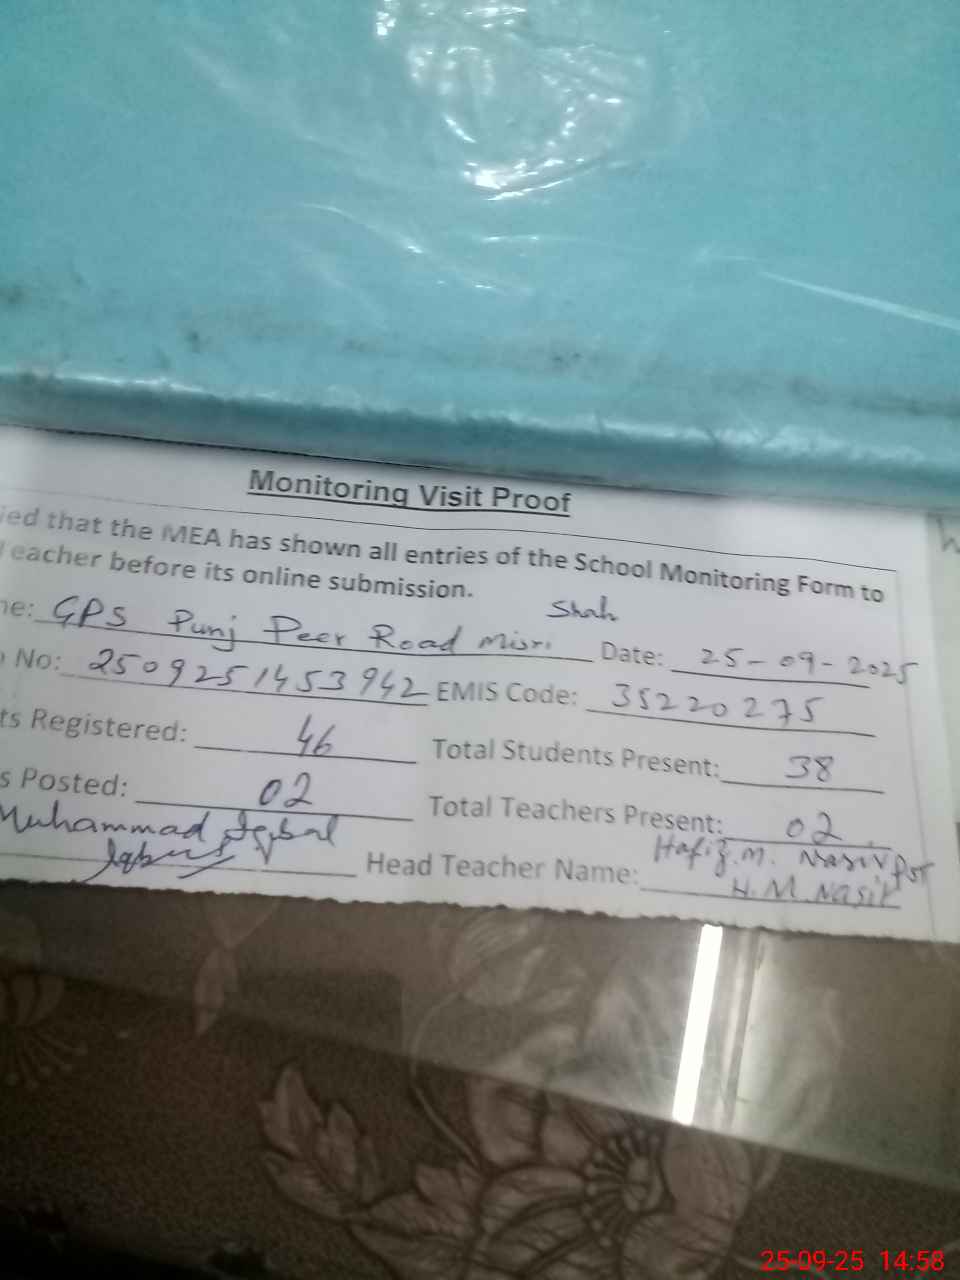 Monitoring Visit Proof
ied that the MEA has shown all entries of the School Monitoring Form to
eacher before its online submission.
Shah
ne: GPS Punj Peer Road Misri Date: 25-09-2025
No: 2509251453942 EMIS Code: 35220275
ts Registered: 46 Total Students Present: 38
s Posted: 02 Total Teachers Present: 02
Muhammad Iqbal Hafiz.M. Nasir
Iqbal Head Teacher Name: H.M.Nasir
25-09-25 14:58